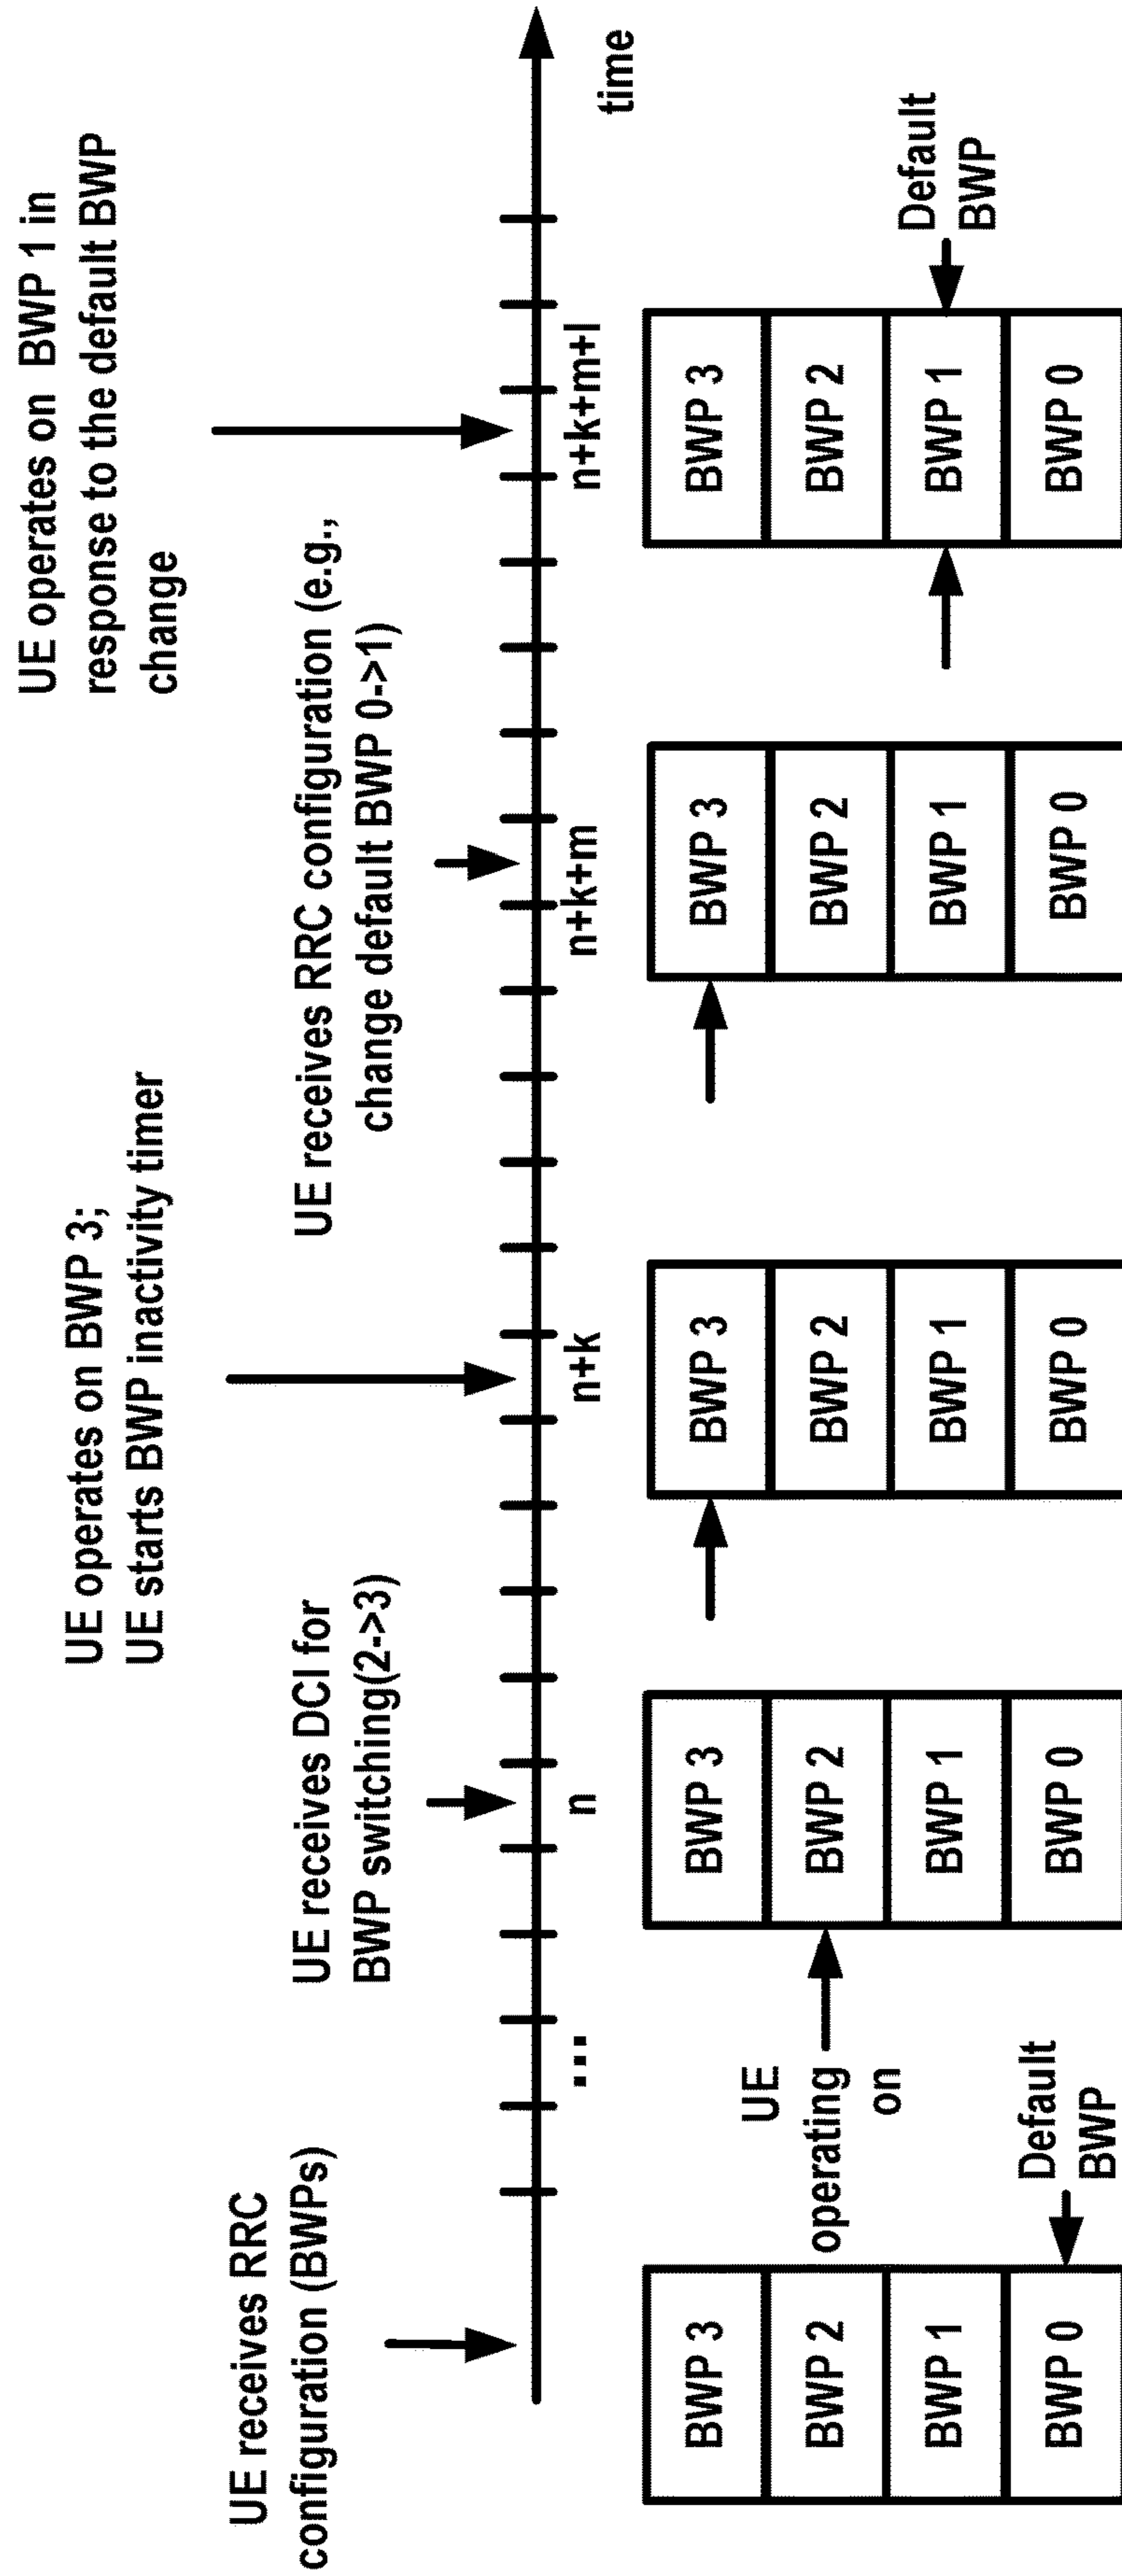 UE receives RRC
configuration (BWPs)
UE receives DCI for
BWP switching(2->3)
UE operates on BWP 3;
UE starts BWP inactivity timer
UE receives RRC configuration (e.g.,
change default BWP 0->1)
UE operates on BWP 1 in
response to the default BWP
change
...
n
n+k
n+k+m
n+k+m+l
time
BWP 3
BWP 2
BWP 1
BWP 0
Default
BWP
UE
operating
on
BWP 3
BWP 2
BWP 1
BWP 0
BWP 3
BWP 2
BWP 1
BWP 0
BWP 3
BWP 2
BWP 1
BWP 0
BWP 3
BWP 2
BWP 1
BWP 0
Default
BWP